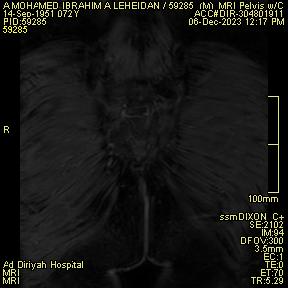 A MOHAMED IBRAHIM A LEHEIDAN / 59285 (M) MRI Pelvis w/C
14-Sep-1951 072Y ACC#DIR-304801911
PID:59285 06-Dec-2023 12:17 PM
59285
R
100mm
ssmDIXON C+
SE:2102
IM:94
DFOV:300
3.5mm
EC:1
Ad Diriyah Hospital TE:0
MRI ET:70
MRI TR:5.29